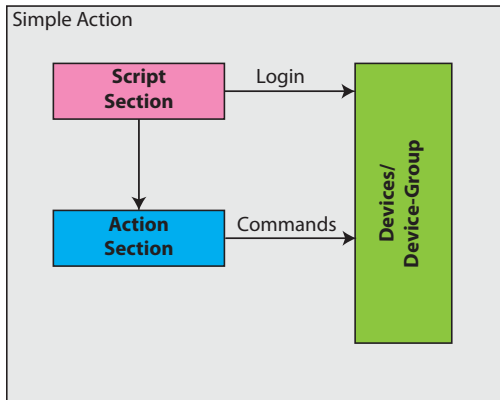 Simple Action
Script
Section
Login
Action
Section
Commands
Devices/
Device-Group